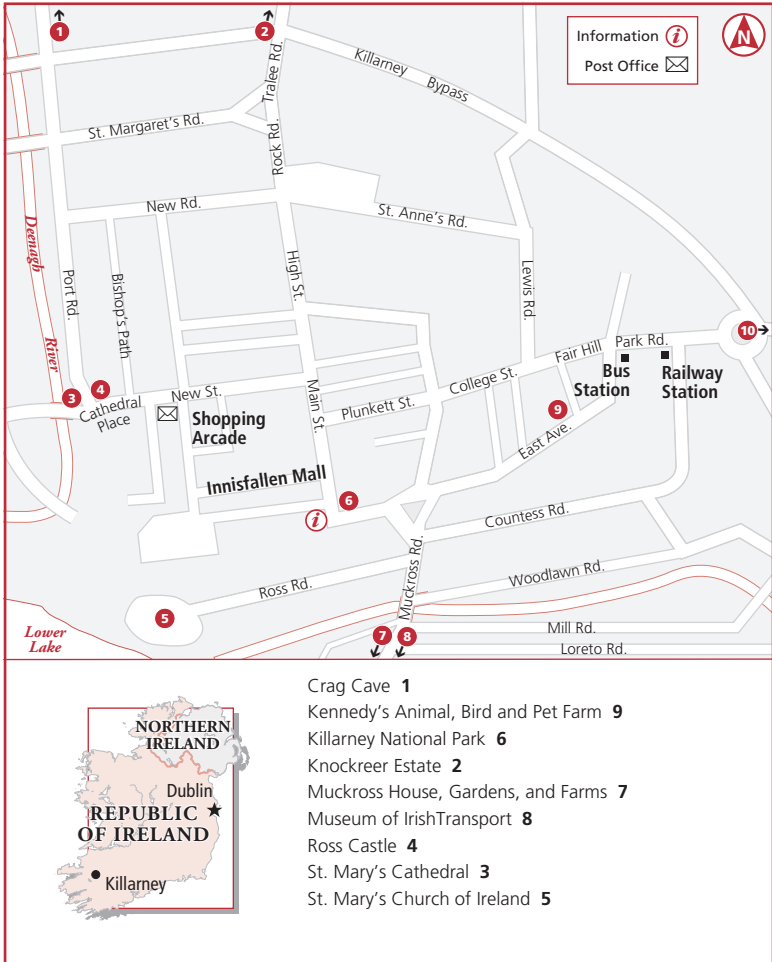 1
2
Information i
Post Office
N
Killarney Bypass
Tralee Rd.
St. Margaret's Rd.
Rock Rd.
New Rd.
St. Anne's Rd.
Deenagh
River
Port Rd.
Bishop's Path
High St.
Lewis Rd.
10
Fair Hill
Park Rd.
Bus
Station
Railway
Station
3
4
Cathedral
Place
New St.
Main St.
Plunkett St.
College St.
9
East Ave.
Shopping
Arcade
Innisfallen Mall
6
i
Countess Rd.
Muckross Rd.
Ross Rd.
Woodlawn Rd.
5
Lower
Lake
7
8
Mill Rd.
Loreto Rd.
NORTHERN
IRELAND
Dublin
REPUBLIC
OF IRELAND
Killarney
Crag Cave 1
Kennedy's Animal, Bird and Pet Farm 9
Killarney National Park 6
Knockreer Estate 2
Muckross House, Gardens, and Farms 7
Museum of IrishTransport 8
Ross Castle 4
St. Mary's Cathedral 3
St. Mary's Church of Ireland 5